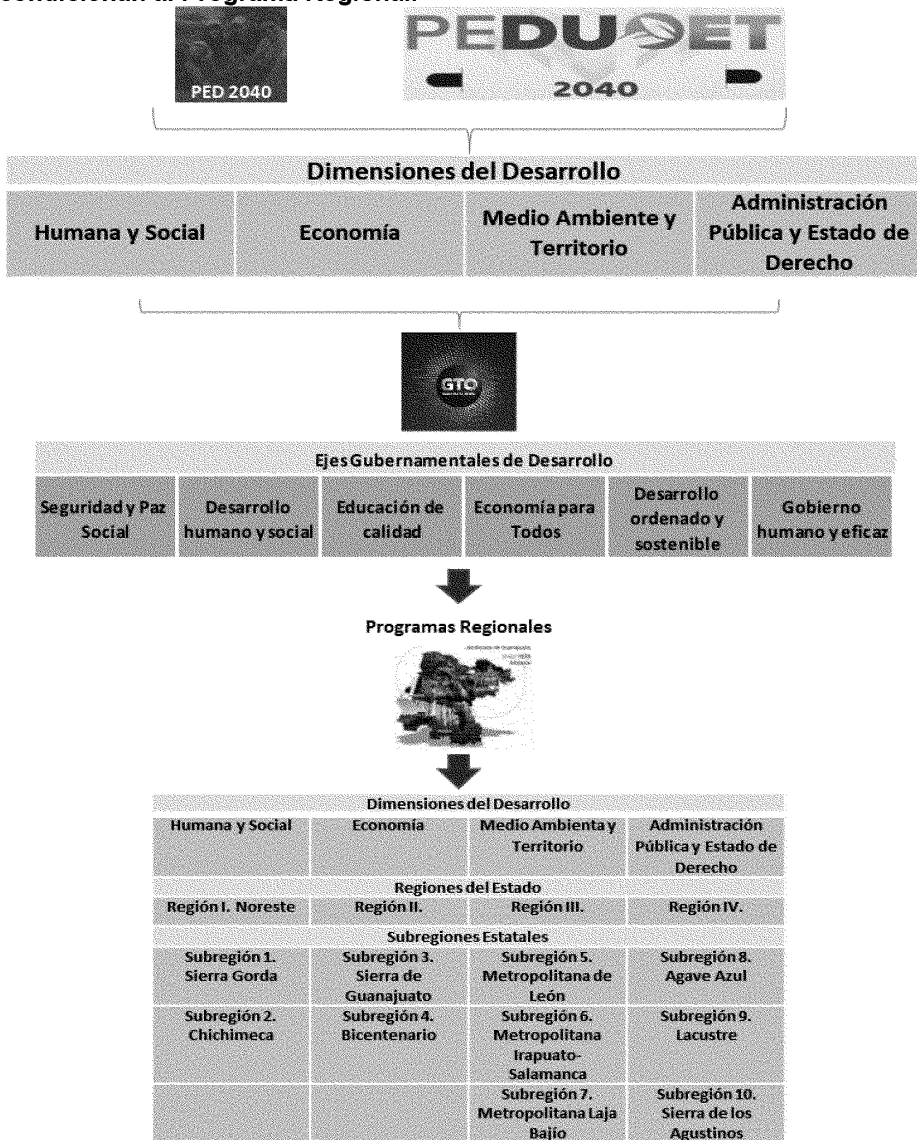 condicionan al Programa Regional.
PED 2040
PEDUOET
2040
Dimensiones del Desarrollo
Humana y Social
Economía
Medio Ambiente y
Territorio
Administración
Pública y Estado de
Derecho
GTO
Ejes Gubernamentales de Desarrollo
Seguridad y Paz
Social
Desarrollo
humano y social
Educación de
calidad
Economía para
Todos
Desarrollo
ordenado y
sostenible
Gobierno
humano y eficaz
Programas Regionales
Dimensiones del Desarrollo
Humana y Social
Economía
Medio Ambienta y
Territorio
Administración
Pública y Estado de
Derecho
Regiones del Estado
Región I. Noreste
Región II.
Región III.
Región IV.
Subregiones Estatales
Subregión 1.
Sierra Gorda
Subregión 3.
Sierra de
Guanajuato
Subregión 5.
Metropolitana de
León
Subregión 8.
Agave Azul
Subregión 2.
Chichimeca
Subregión 4.
Bicentenario
Subregión 6.
Metropolitana
Irapuato-
Salamanca
Subregión 9.
Lacustre
Subregión 7.
Metropolitana Laja
Bajío
Subregión 10.
Sierra de los
Agustinos